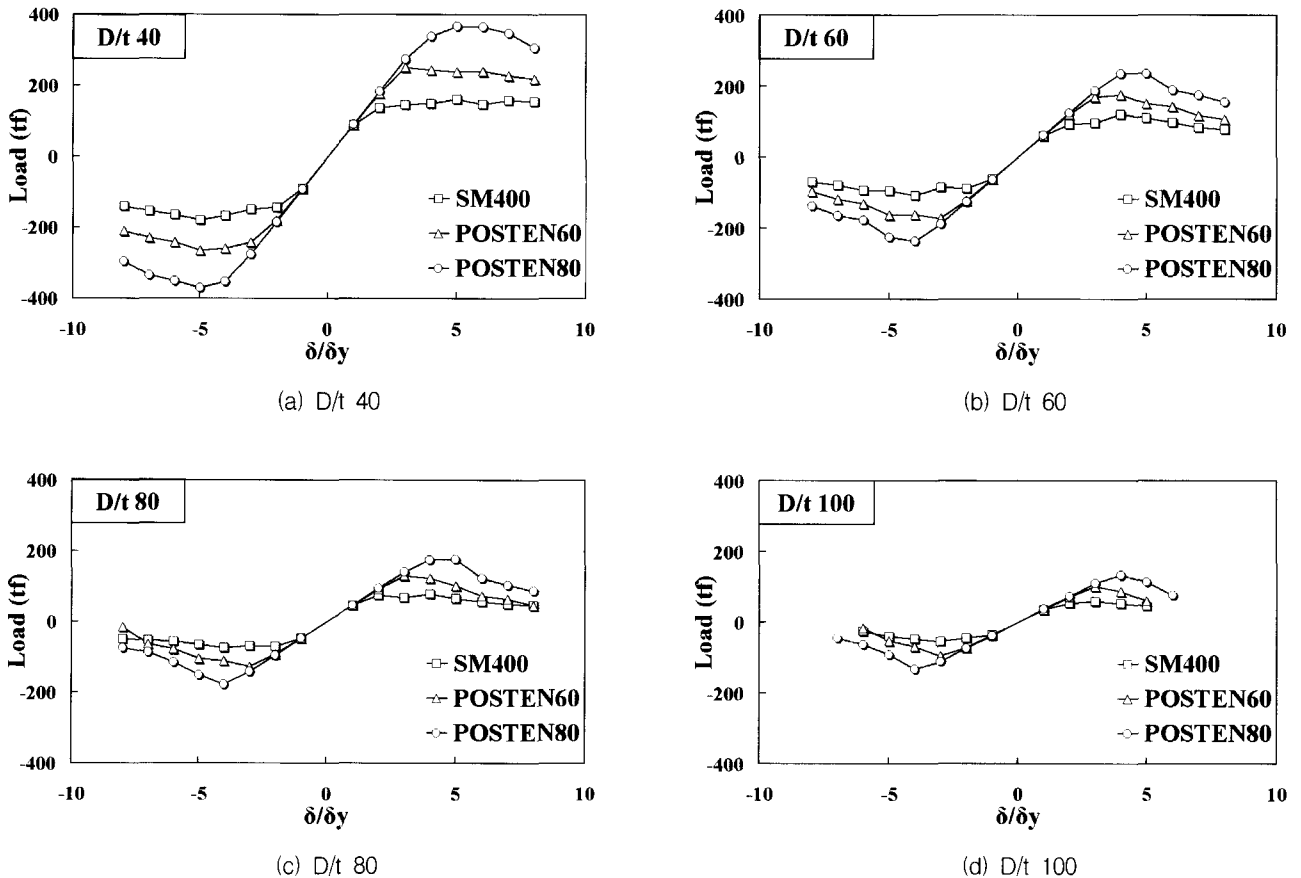 D/t 40
400
200
0
-200
-400
Load (tf)
SM400
POSTEN60
POSTEN80
-10
-5
0
5
10
δ/δy
(a) D/t 40
D/t 60
400
200
0
-200
-400
Load (tf)
SM400
POSTEN60
POSTEN80
-10
-5
0
5
10
δ/δy
(b) D/t 60
D/t 80
400
200
0
-200
-400
Load (tf)
SM400
POSTEN60
POSTEN80
-10
-5
0
5
10
δ/δy
(c) D/t 80
D/t 100
400
200
0
-200
-400
Load (tf)
SM400
POSTEN60
POSTEN80
-10
-5
0
5
10
δ/δy
(d) D/t 100